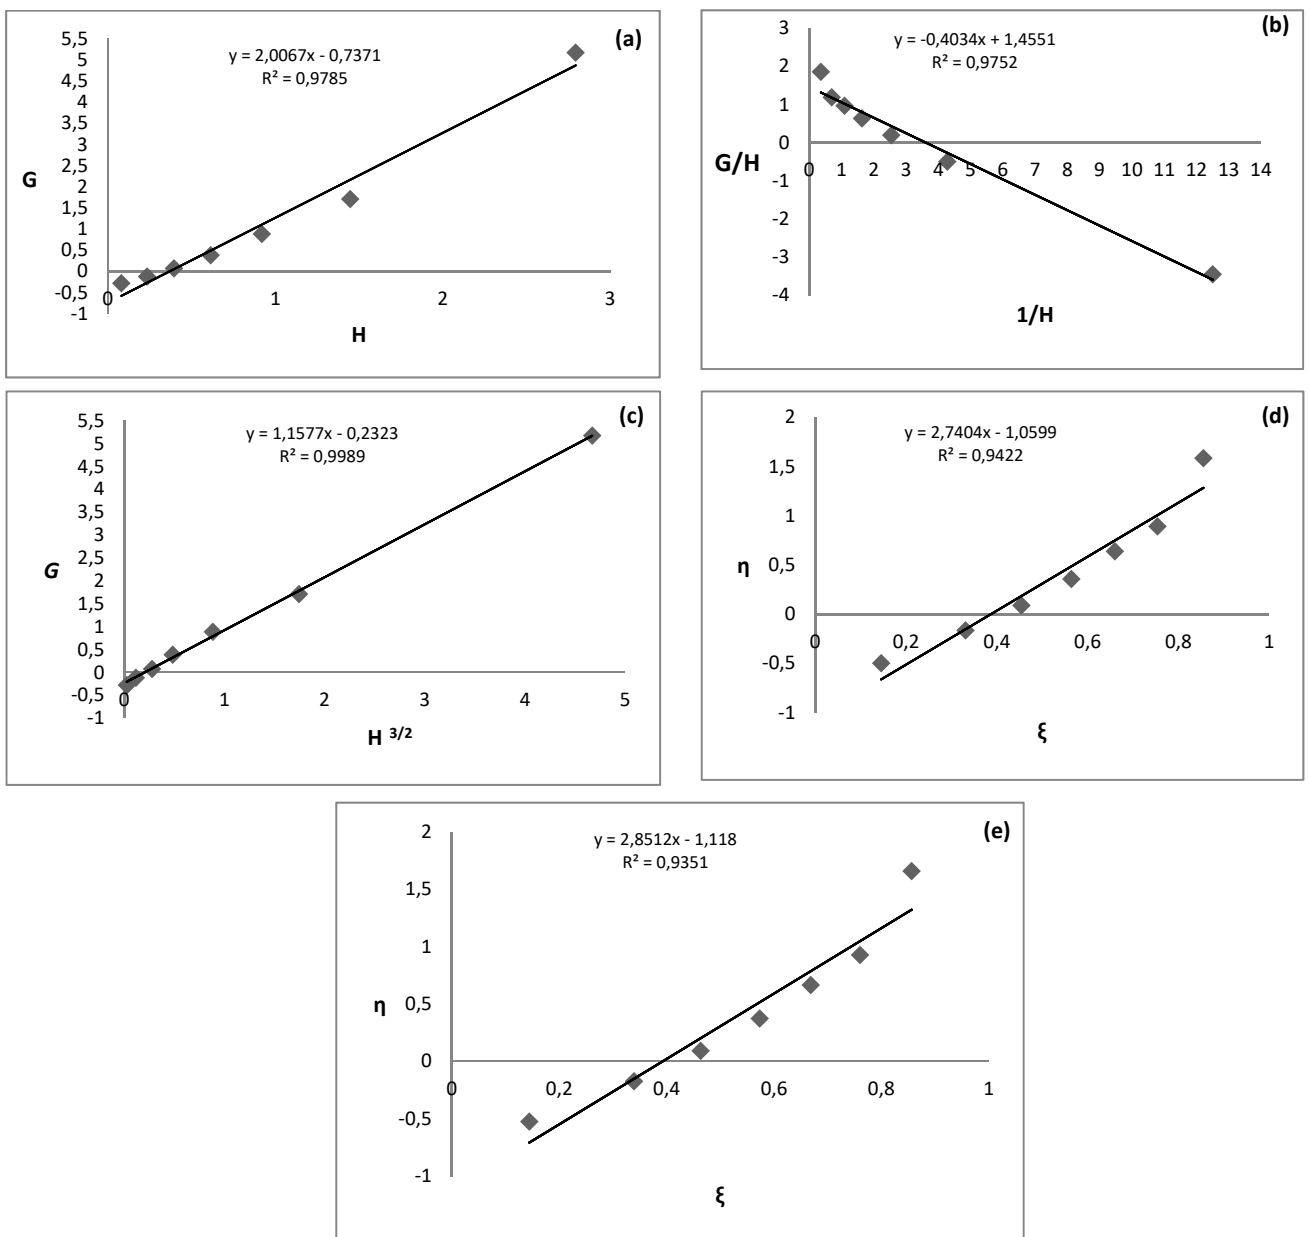 (a)
y = 2,0067x - 0,7371
R² = 0,9785
5,5
5
4,5
4
3,5
3
2,5
2
1,5
1
0,5
0
-0,5
-1
G
0 1 2 3
H
(b)
y = -0,4034x + 1,4551
R² = 0,9752
3
2
1
0
-1
-2
-3
-4
G/H
0 1 2 3 4 5 6 7 8 9 10 11 12 13 14
1/H
(c)
y = 1,1577x - 0,2323
R² = 0,9989
5,5
5
4,5
4
3,5
3
2,5
2
1,5
1
0,5
0
-0,5
-1
G
0 1 2 3 4 5
H 3/2
(d)
y = 2,7404x - 1,0599
R² = 0,9422
2
1,5
1
0,5
0
-0,5
-1
η
0 0,2 0,4 0,6 0,8 1
ξ
(e)
y = 2,8512x - 1,118
R² = 0,9351
2
1,5
1
0,5
0
-0,5
-1
η
0 0,2 0,4 0,6 0,8 1
ξ